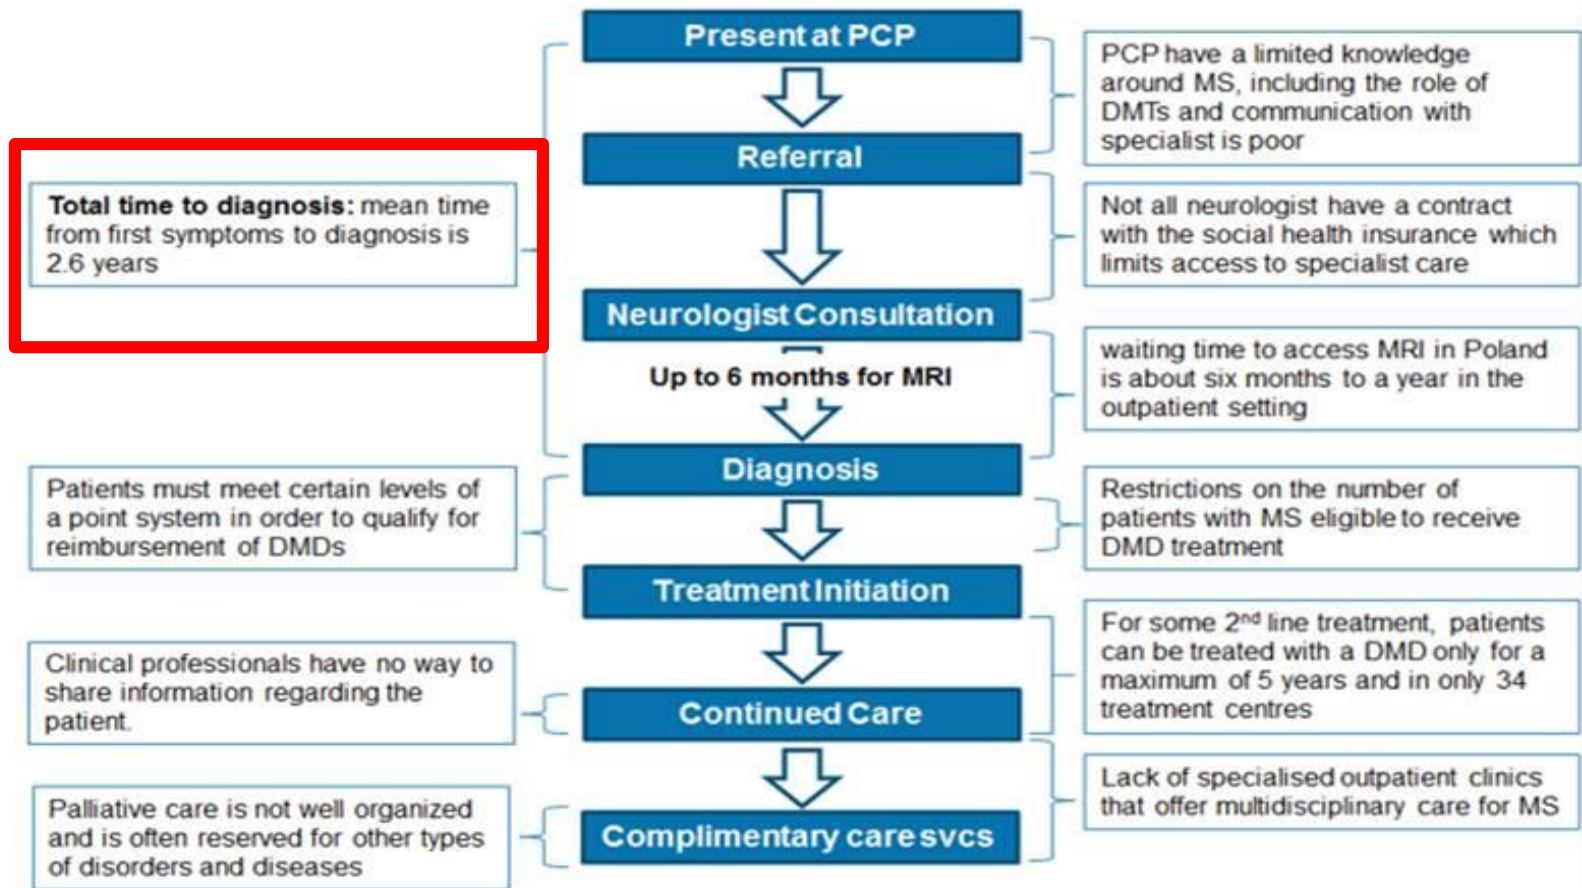 Present at PCP
PCP have a limited knowledge
around MS, including the role of
DMTs and communication with
specialist is poor
Referral
Total time to diagnosis: mean time
from first symptoms to diagnosis is
2.6 years
Not all neurologist have a contract
with the social health insurance which
limits access to specialist care
Neurologist Consultation
Up to 6 months for MRI
waiting time to access MRI in Poland
is about six months to a year in the
outpatient setting
Diagnosis
Patients must meet certain levels of
a point system in order to qualify for
reimbursement of DMDs
Restrictions on the number of
patients with MS eligible to receive
DMD treatment
Treatment Initiation
For some 2nd line treatment, patients
can be treated with a DMD only for a
maximum of 5 years and in only 34
treatment centres
Clinical professionals have no way to
share information regarding the
patient.
Continued Care
Lack of specialised outpatient clinics
that offer multidisciplinary care for MS
Palliative care is not well organized
and is often reserved for other types
of disorders and diseases
Complimentary care svcs